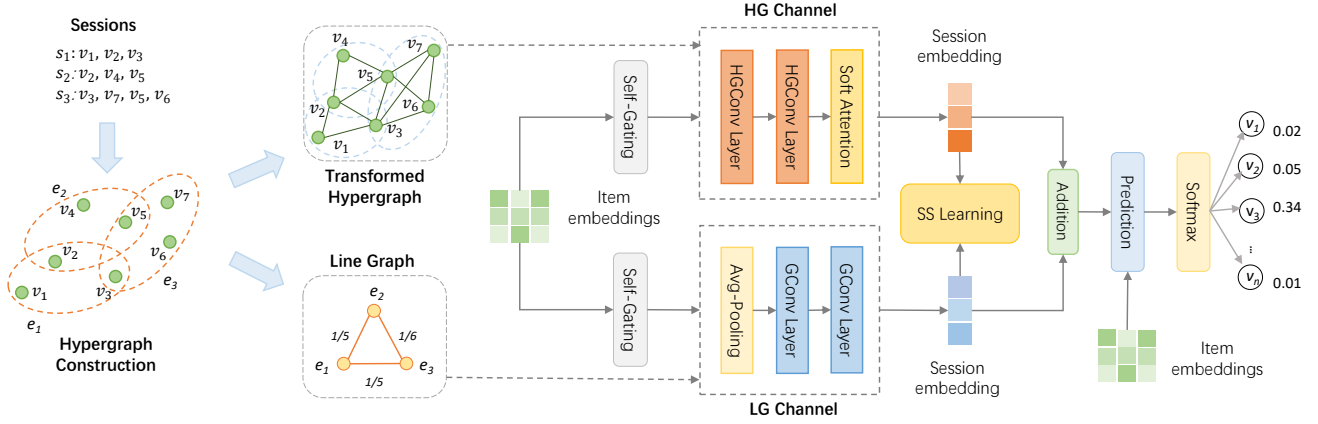 Sessions
s1: v1, v2, v3
s2: v2, v4, v5
s3: v3, v7, v5, v6
e2
v4
v5
v7
v2
v6
v1
v3
e3
e1
Hypergraph
Construction
v4
v7
v5
v2
v6
v3
v1
Transformed
Hypergraph
Line Graph
e2
1/5
1/6
e1
e3
1/5
Item
embeddings
Self-Gating
Self-Gating
HG Channel
HGConv Layer
HGConv Layer
Soft Attention
Avg-Pooling
GConv Layer
GConv Layer
LG Channel
Session
embedding
SS Learning
Session
embedding
Addition
Prediction
Softmax
Item
embeddings
v1 0.02
v2 0.05
v3 0.34
...
vn 0.01